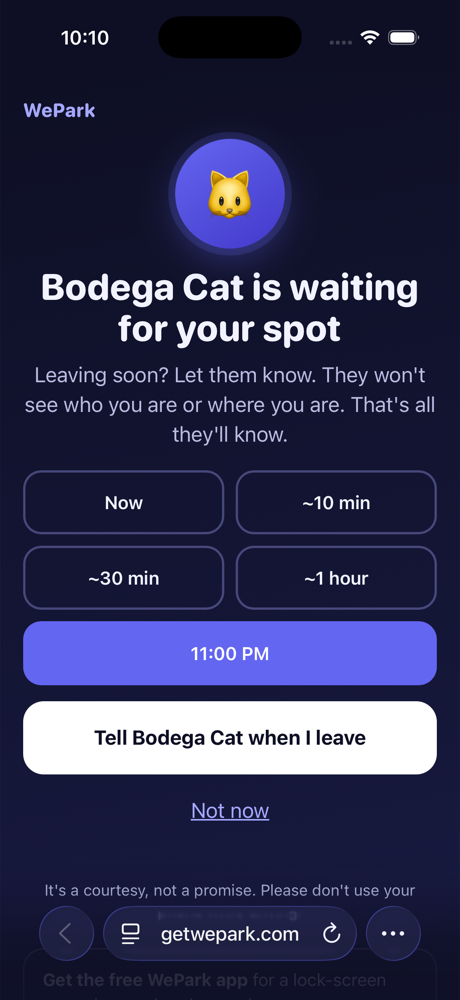 10:10
WePark
Bodega Cat is waiting
for your spot
Leaving soon? Let them know. They won't
see who you are or where you are. That's all
they'll know.
Now
~10 min
~30 min
~1 hour
11:00 PM
Tell Bodega Cat when I leave
Not now
It's a courtesy, not a promise. Please don't use your
getwepark.com
Get the free WePark app for a lock-screen